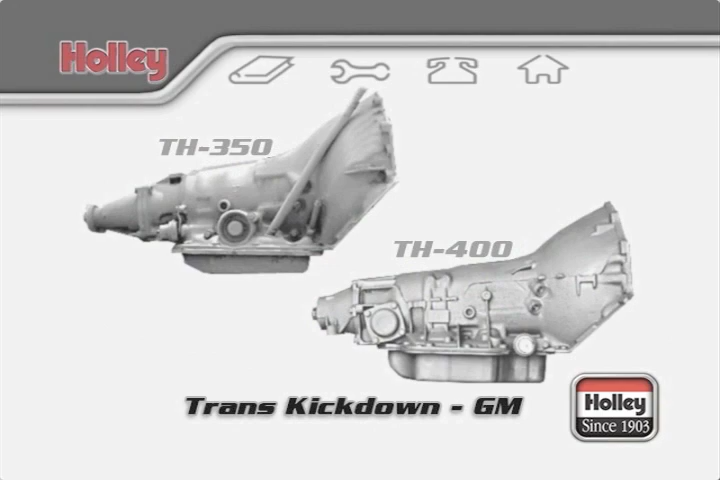 Holley
TH-350
TH-400
Trans Kickdown - GM
Holley
Since 1903